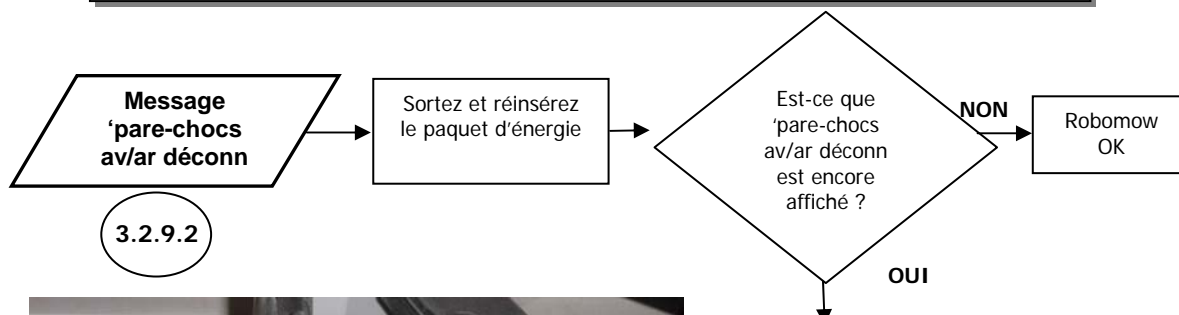 Message
‘pare-chocs
av/ar déconn
3.2.9.2
Sortez et réinsérez
le paquet d’énergie
Est-ce que
‘pare-chocs
av/ar déconn
est encore
affiché ?
NON
Robomow
OK
OUI